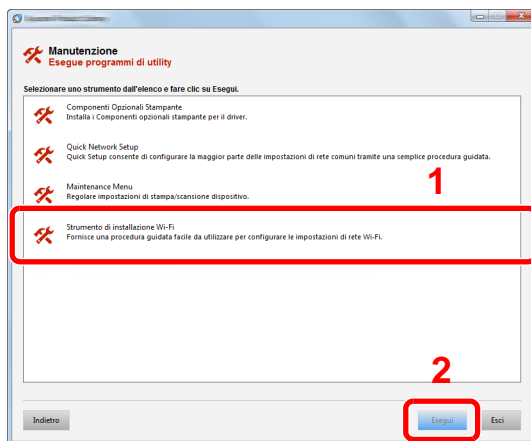 Manutenzione
Esegue programmi di utility
Selezionare uno strumento dall'elenco e fare clic su Esegui.
Componenti Opzionali Stampante
Installa i Componenti opzionali stampante per il driver.
Quick Network Setup
Quick Setup consente di configurare la maggior parte delle impostazioni di rete comuni tramite una semplice procedura guidata.
Maintenance Menu
Regolare impostazioni di stampa/scansione dispositivo.
1
Strumento di installazione Wi-Fi
Fornisce una procedura guidata facile da utilizzare per configurare le impostazioni di rete Wi-Fi.
2
Indietro
Esegui
Esci